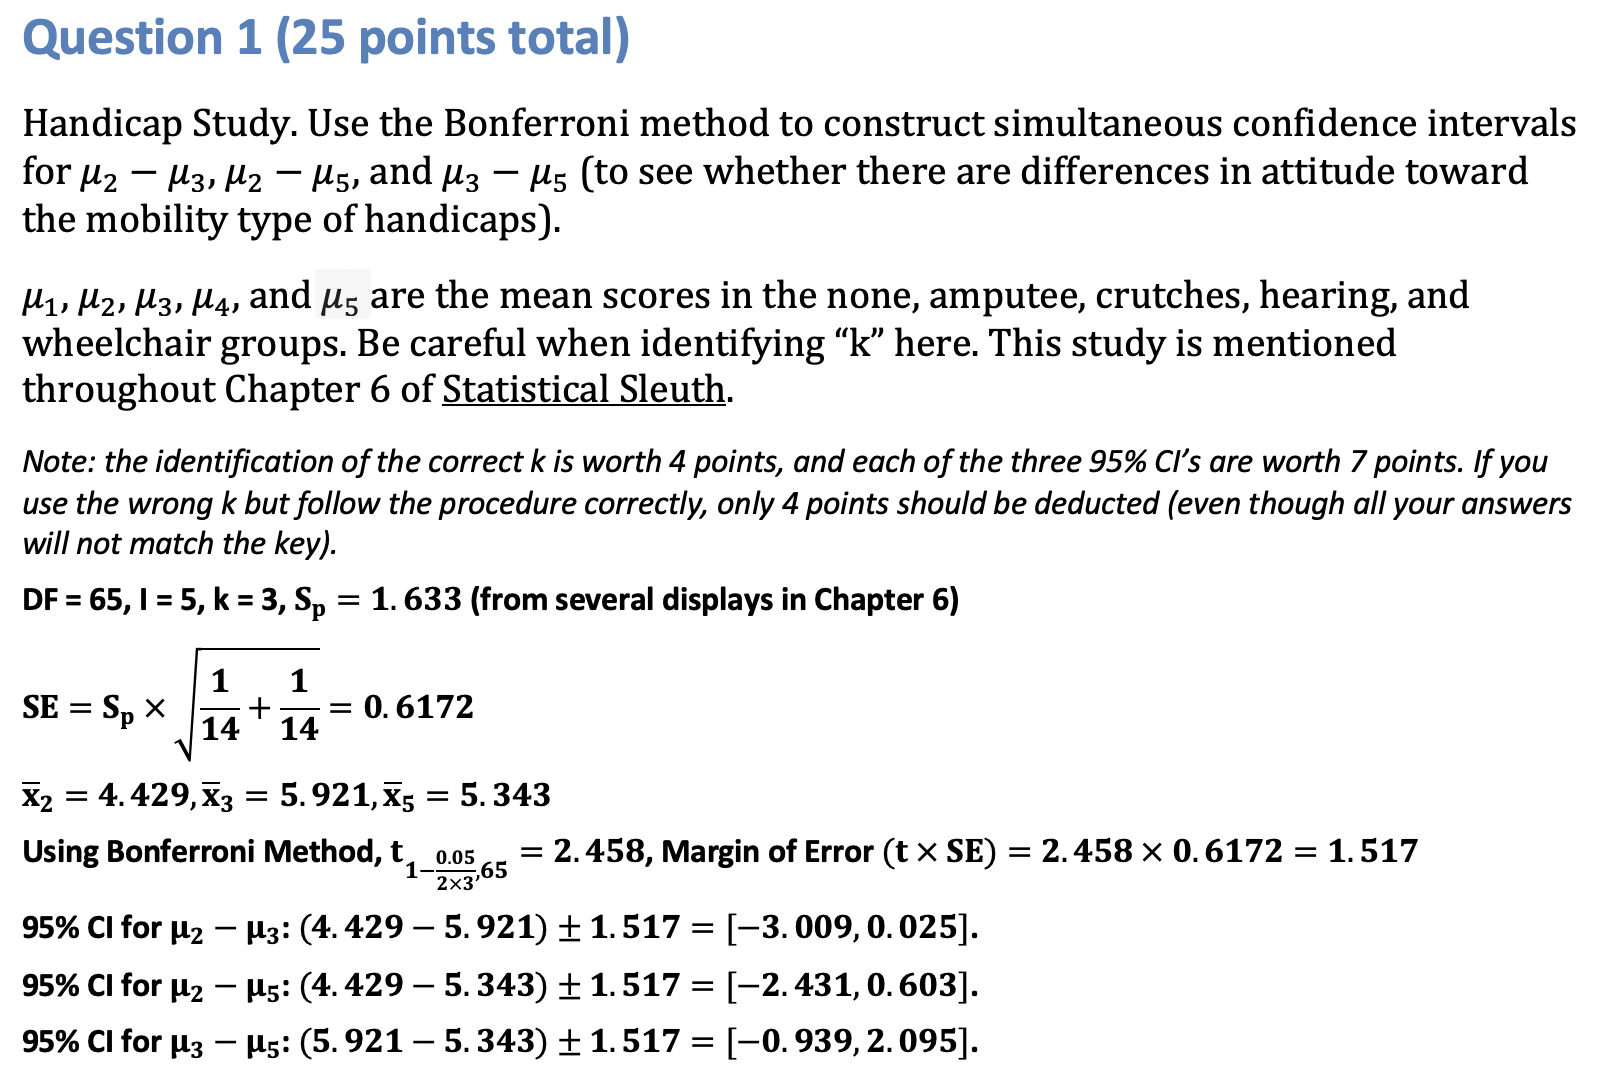 Question 1 (25 points total)
Handicap Study. Use the Bonferroni method to construct simultaneous confidence intervals
for μ₂ − μ₃, μ₂ − μ₅, and μ₃ − μ₅ (to see whether there are differences in attitude toward
the mobility type of handicaps).
μ₁, μ₂, μ₃, μ₄, and μ₅ are the mean scores in the none, amputee, crutches, hearing, and
wheelchair groups. Be careful when identifying “k” here. This study is mentioned
throughout Chapter 6 of Statistical Sleuth.
Note: the identification of the correct k is worth 4 points, and each of the three 95% CI’s are worth 7 points. If you
use the wrong k but follow the procedure correctly, only 4 points should be deducted (even though all your answers
will not match the key).
DF = 65, I = 5, k = 3, Sₚ = 1.633 (from several displays in Chapter 6)
SE = Sₚ × √(1/14 + 1/14) = 0.6172
x̅₂ = 4.429, x̅₃ = 5.921, x̅₅ = 5.343
Using Bonferroni Method, t_{1−0.05/(2×3),65} = 2.458, Margin of Error (t × SE) = 2.458 × 0.6172 = 1.517
95% CI for μ₂ − μ₃: (4.429 − 5.921) ± 1.517 = [−3.009, 0.025].
95% CI for μ₂ − μ₅: (4.429 − 5.343) ± 1.517 = [−2.431, 0.603].
95% CI for μ₃ − μ₅: (5.921 − 5.343) ± 1.517 = [−0.939, 2.095].